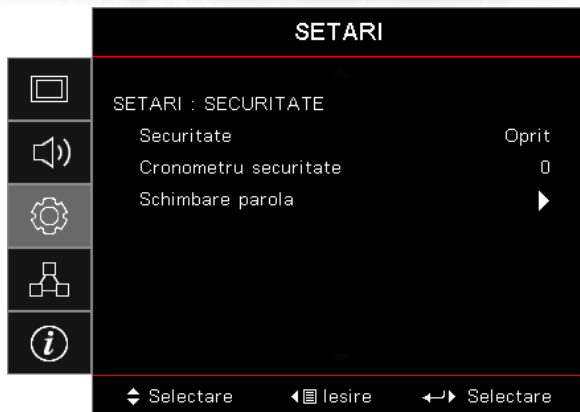 SETARI
SETARI : SECURITATE
Securitate Oprit
Cronometru securitate 0
Schimbare parola
Selectare Iesire Selectare